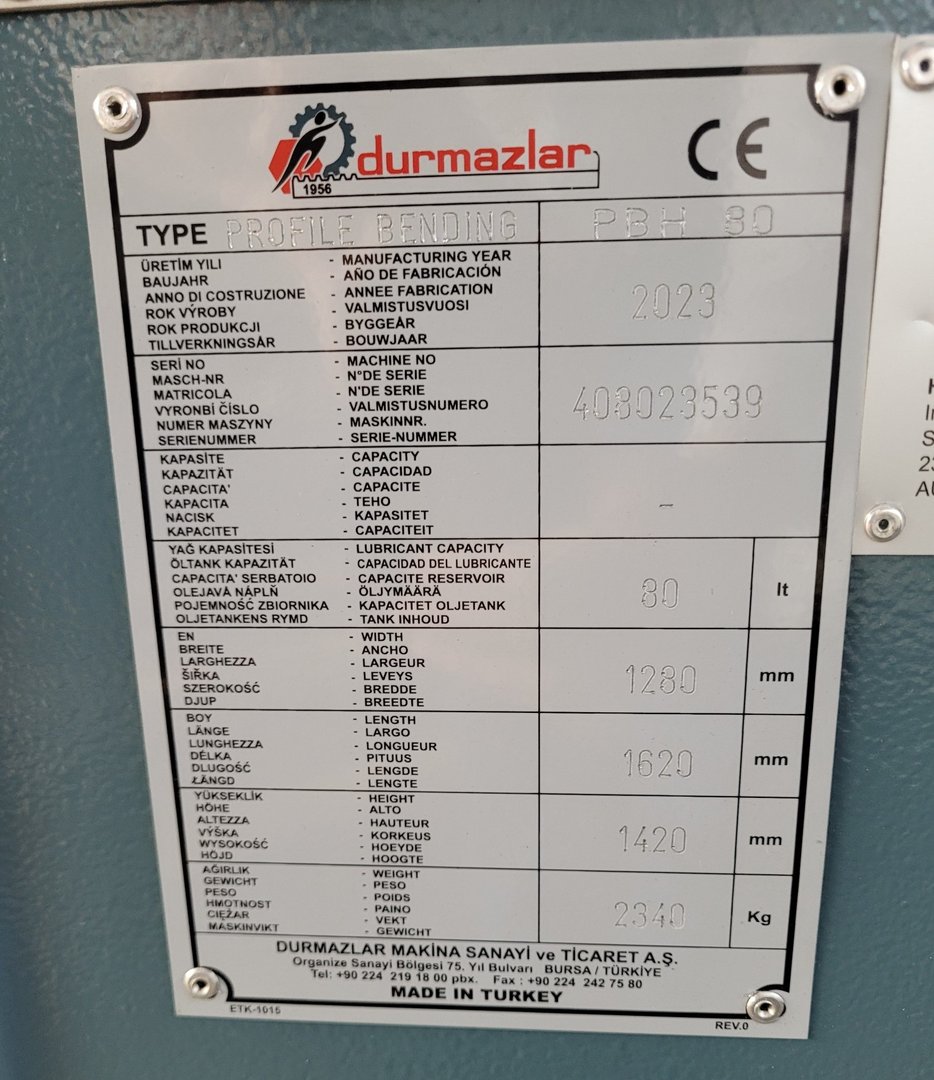 durmazlar
1956
CE
TYPE PROFILE BENDING PBH 80
ÜRETİM YILI - MANUFACTURING YEAR
BAUJAHR - AÑO DE FABRICACIÓN
ANNO DI COSTRUZIONE - ANNEE FABRICATION
ROK VÝROBY - VALMISTUSVUOSI
ROK PRODUKCJI - BYGGEÅR
TILLVERKNINGSÅR - BOUWJAAR
2023
SERİ NO - MACHINE NO
MASCH-NR - N°DE SERIE
MATRICOLA - N'DE SERIE
VYRONBÍ ČÍSLO - VALMISTUSNUMERO
NUMER MASZYNY - MASKINNR.
SERIENUMMER - SERIE-NUMMER
408023539
KAPASİTE - CAPACITY
KAPAZITÄT - CAPACIDAD
CAPACITA' - CAPACITE
KAPACITA - TEHO
NACISK - KAPASITET
KAPACITET - CAPACITEIT
-
YAĞ KAPASİTESİ - LUBRICANT CAPACITY
ÖLTANK KAPAZITÄT - CAPACIDAD DEL LUBRICANTE
CAPACITA' SERBATOIO - CAPACITE RESERVOIR
OLEJAVÁ NÁPLŇ - ÖLJYMÄÄRÄ
POJEMNOŚĆ ZBIORNIKA - KAPACITET OLJETANK
OLJETANKENS RYMD - TANK INHOUD
80 lt
EN - WIDTH
BREITE - ANCHO
LARGHEZZA - LARGEUR
ŠIŘKA - LEVEYS
SZEROKOŚĆ - BREDDE
DJUP - BREEDTE
1280 mm
BOY - LENGTH
LÄNGE - LARGO
LUNGHEZZA - LONGUEUR
DÉLKA - PITUUS
DLUGOŚĆ - LENGDE
ŁÄNGD - LENGTE
1620 mm
YÜKSEKLİK - HEIGHT
HÖHE - ALTO
ALTEZZA - HAUTEUR
VÝŠKA - KORKEUS
WYSOKOŚĆ - HOEYDE
HÖJD - HOOGTE
1420 mm
AĞIRLIK - WEIGHT
GEWICHT - PESO
PESO - POIDS
HMOTNOST - PAINO
CIĘŻAR - VEKT
MASKINVIKT - GEWICHT
2340 Kg
DURMAZLAR MAKİNA SANAYİ ve TİCARET A.Ş.
Organize Sanayi Bölgesi 75. Yıl Bulvarı BURSA / TÜRKİYE
Tel: +90 224 219 18 00 pbx. Fax : +90 224 242 75 80
MADE IN TURKEY
ETK-1015 REV.0